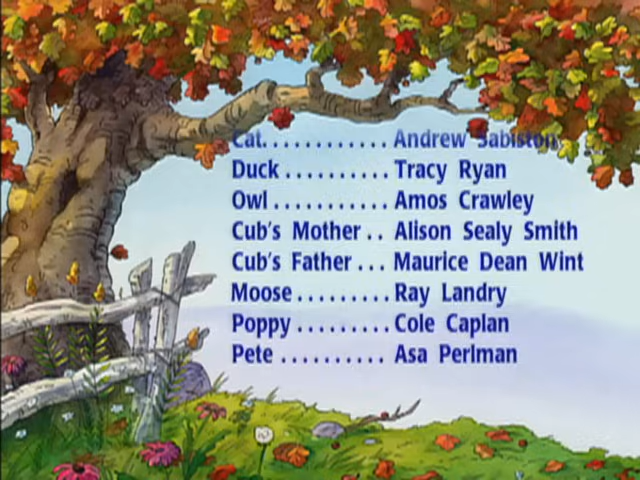 Cat............ Andrew Sabiston
Duck .......... Tracy Ryan
Owl ........... Amos Crawley
Cub's Mother .. Alison Sealy Smith
Cub's Father ... Maurice Dean Wint
Moose......... Ray Landry
Poppy ......... Cole Caplan
Pete .......... Asa Perlman